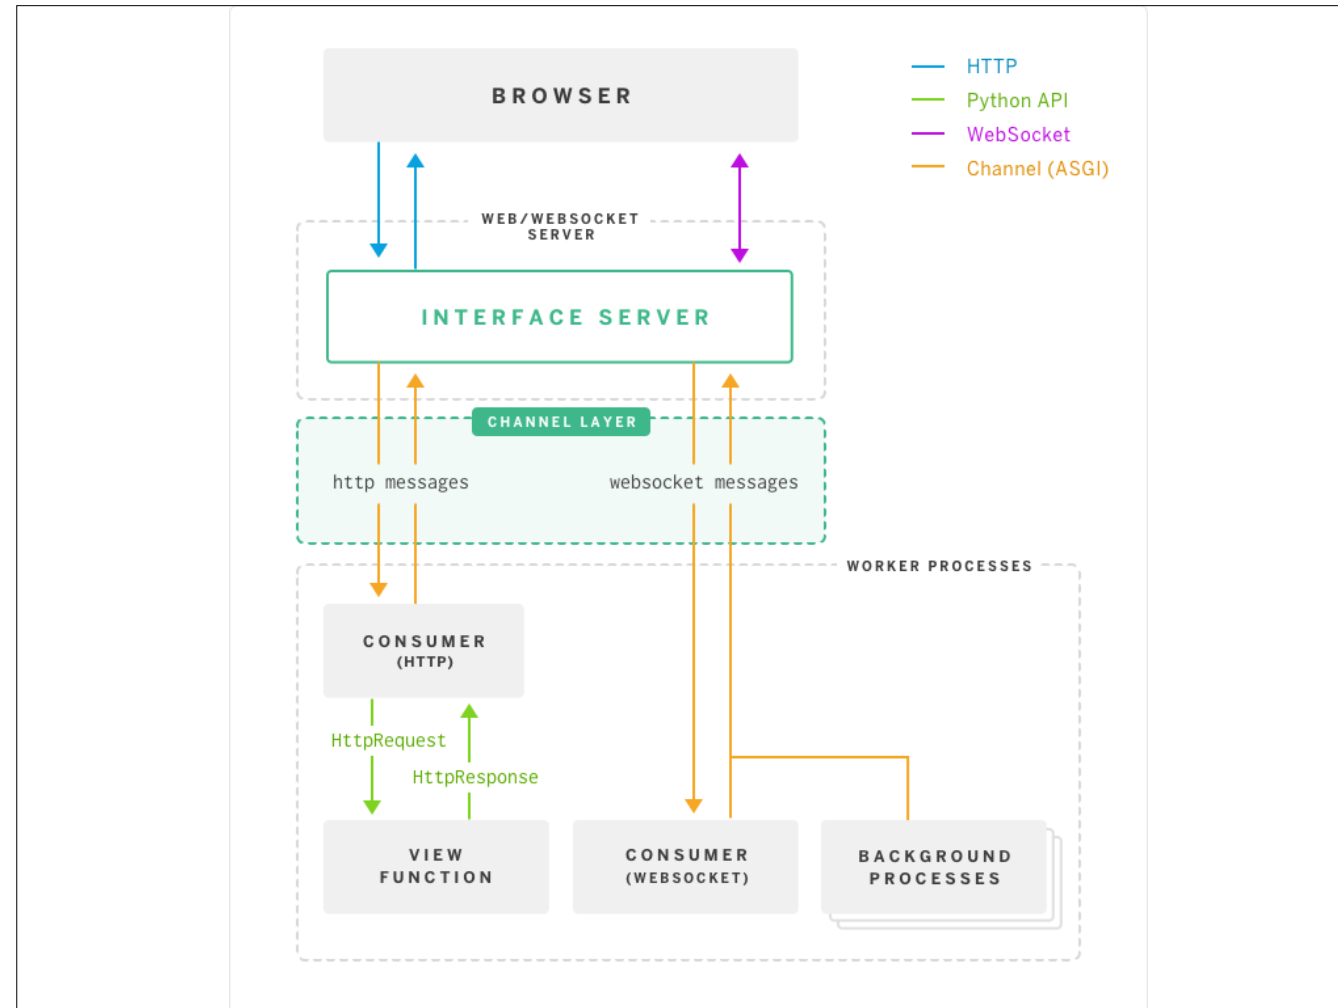 BROWSER
HTTP
Python API
WebSocket
Channel (ASGI)
WEB/WEBSOCKET
SERVER
INTERFACE SERVER
CHANNEL LAYER
http messages
websocket messages
WORKER PROCESSES
CONSUMER
(HTTP)
HttpRequest
HttpResponse
VIEW
FUNCTION
CONSUMER
(WEBSOCKET)
BACKGROUND
PROCESSES